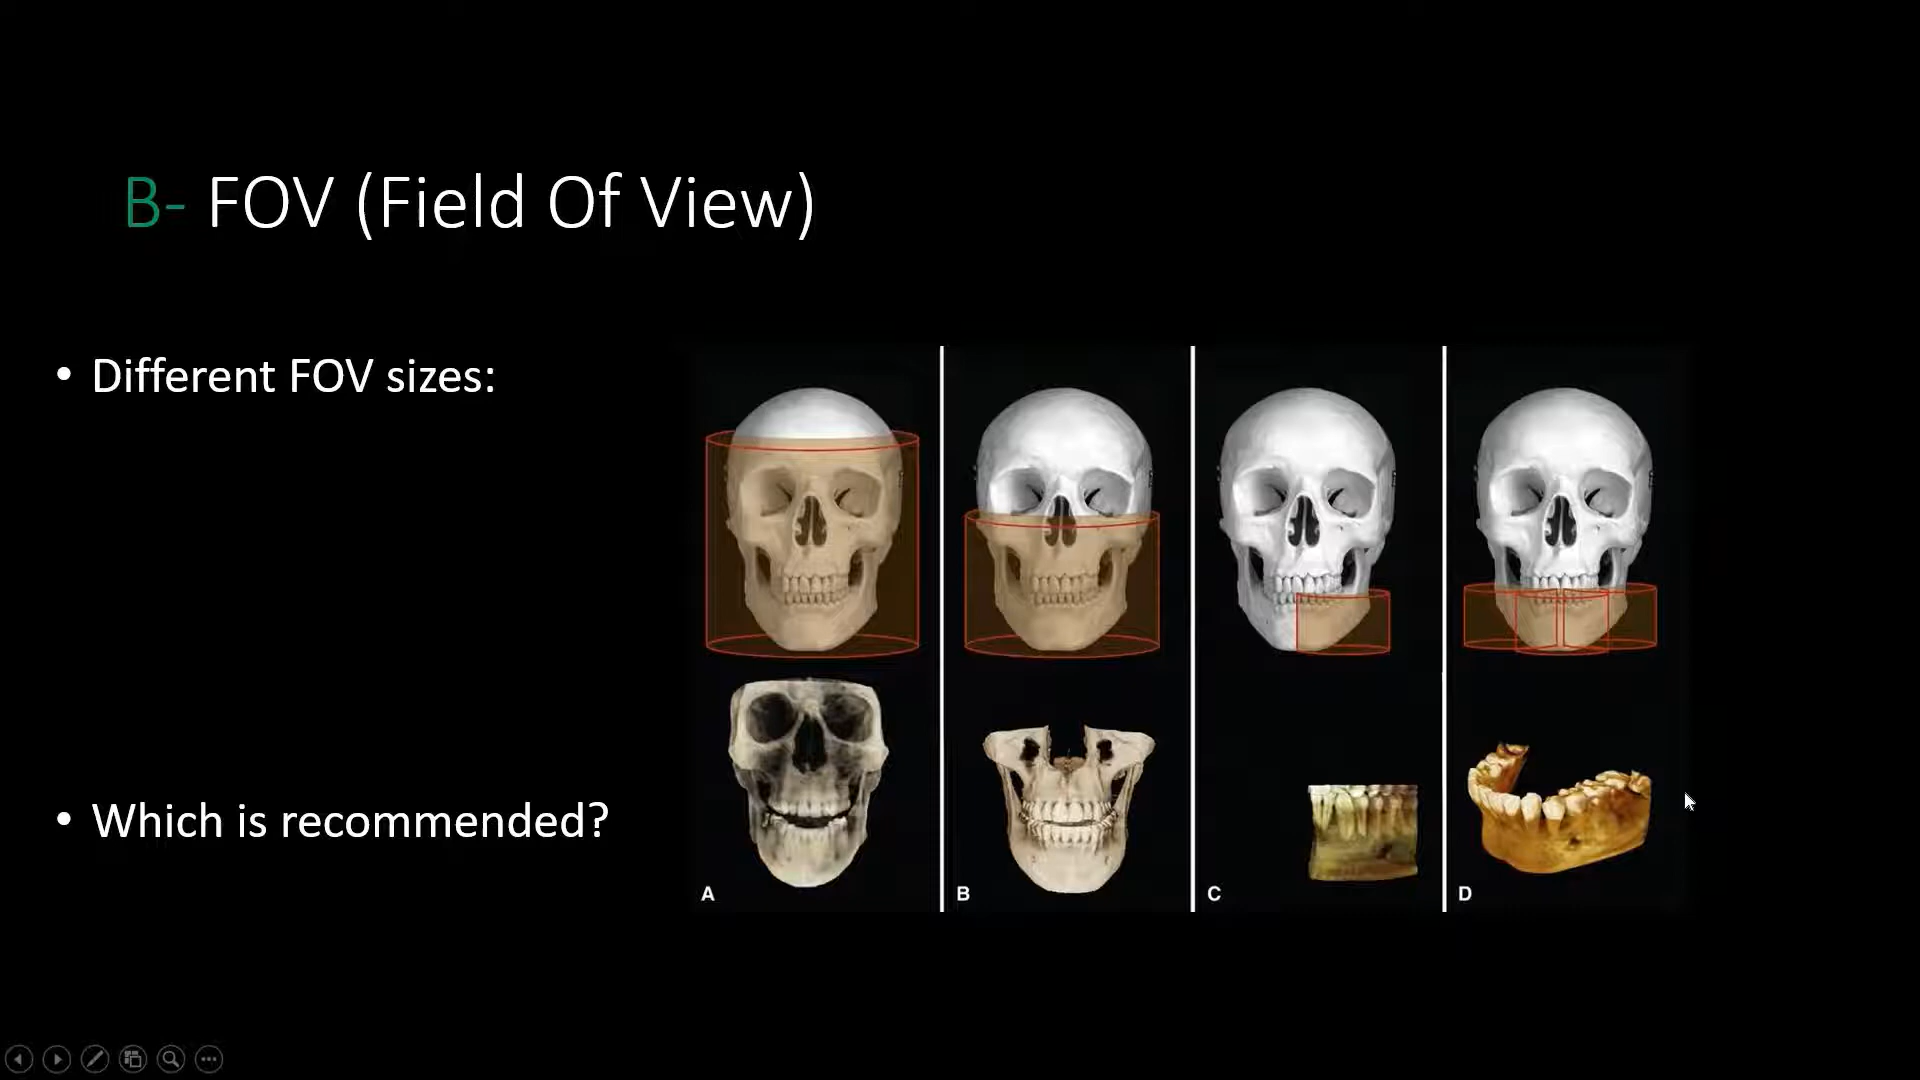 B- FOV (Field Of View)
• Different FOV sizes:
• Which is recommended?
A
B
C
D